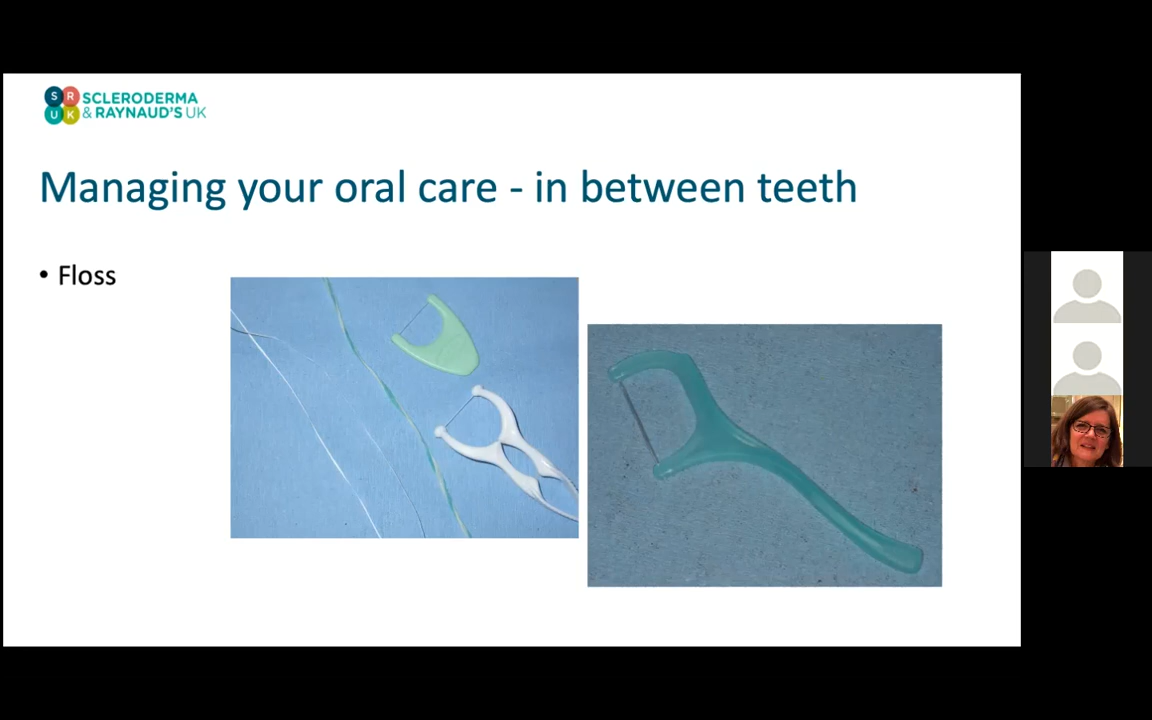 S R SCLERODERMA
U K & RAYNAUD'S UK
Managing your oral care - in between teeth
• Floss